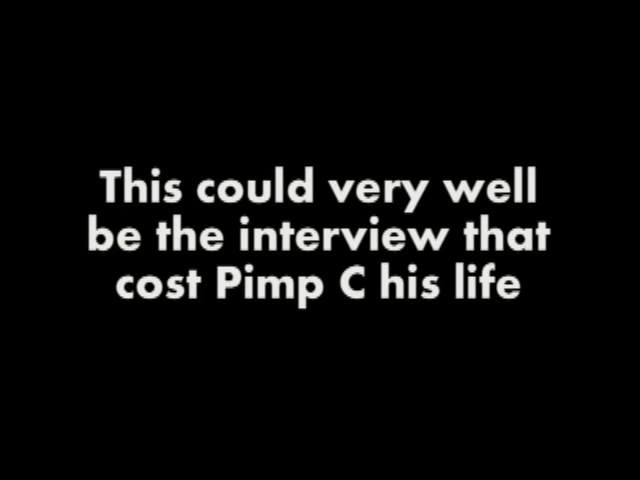 This could very well
be the interview that
cost Pimp C his life